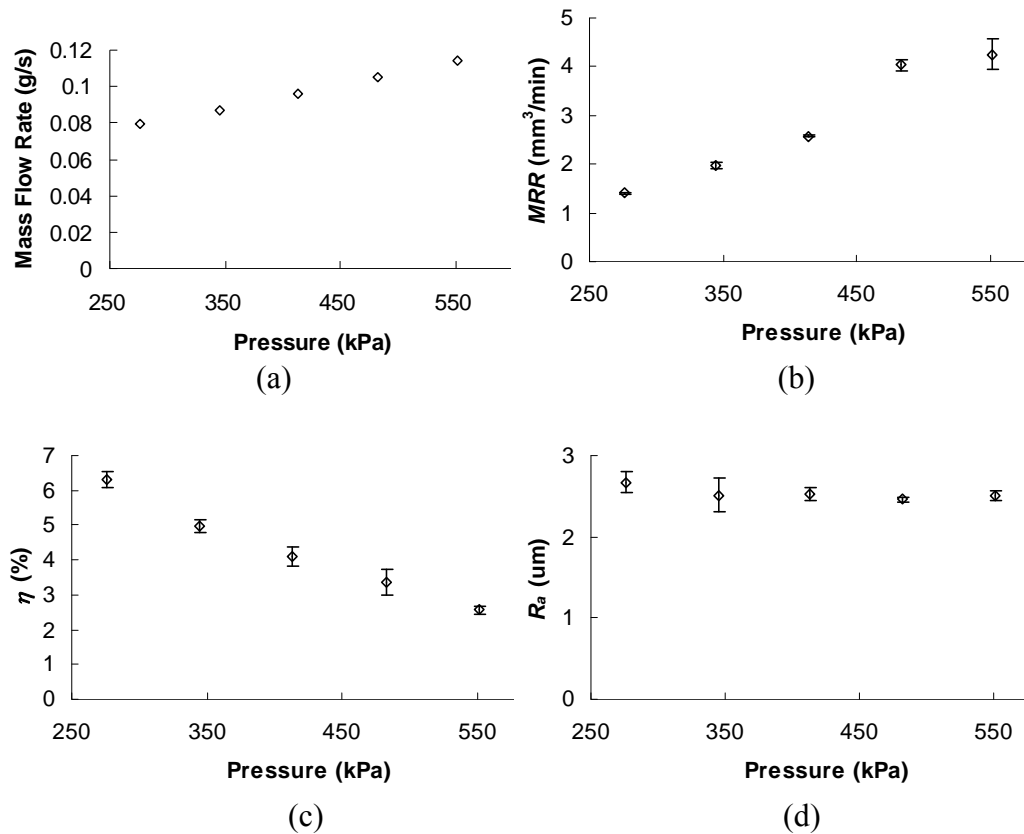 Mass Flow Rate (g/s)
0.12
0.1
0.08
0.06
0.04
0.02
0
250 350 450 550
Pressure (kPa)
(a)
MRR (mm³/min)
5
4
3
2
1
0
250 350 450 550
Pressure (kPa)
(b)
η (%)
7
6
5
4
3
2
1
0
250 350 450 550
Pressure (kPa)
(c)
Ra (um)
3
2
1
0
250 350 450 550
Pressure (kPa)
(d)